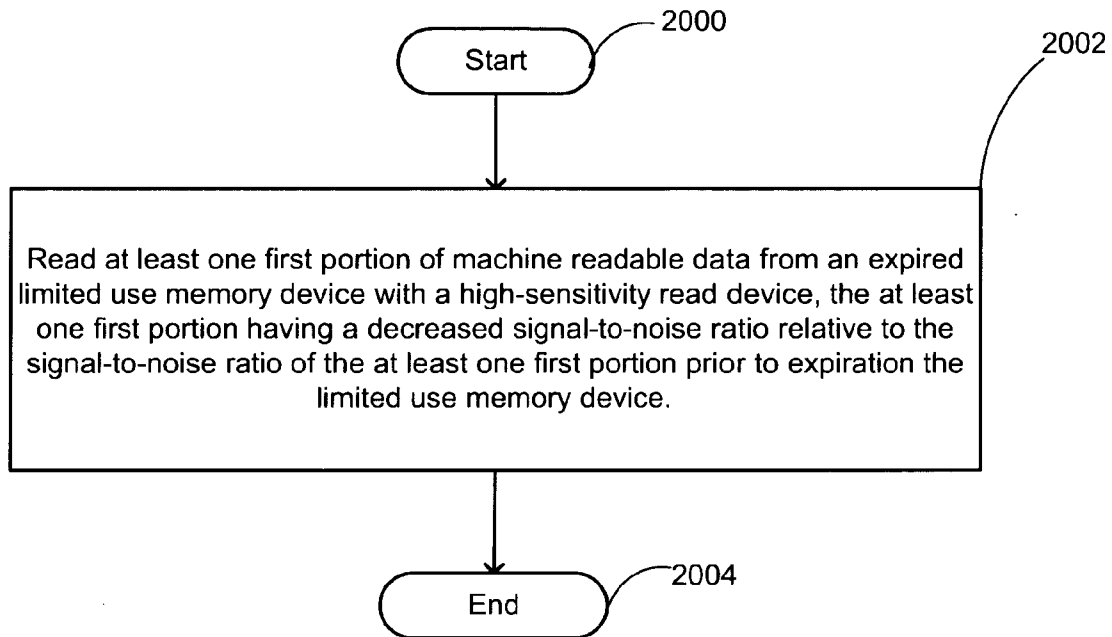 Start
2000
2002
Read at least one first portion of machine readable data from an expired
limited use memory device with a high-sensitivity read device, the at least
one first portion having a decreased signal-to-noise ratio relative to the
signal-to-noise ratio of the at least one first portion prior to expiration the
limited use memory device.
End
2004